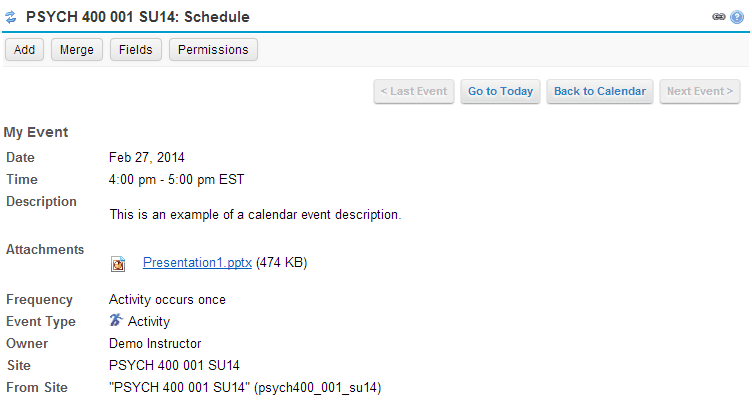 PSYCH 400 001 SU14: Schedule
Add Merge Fields Permissions
< Last Event Go to Today Back to Calendar Next Event >
My Event
Date Feb 27, 2014
Time 4:00 pm - 5:00 pm EST
Description
This is an example of a calendar event description.
Attachments
Presentation1.pptx (474 KB)
Frequency Activity occurs once
Event Type Activity
Owner Demo Instructor
Site PSYCH 400 001 SU14
From Site "PSYCH 400 001 SU14" (psych400_001_su14)